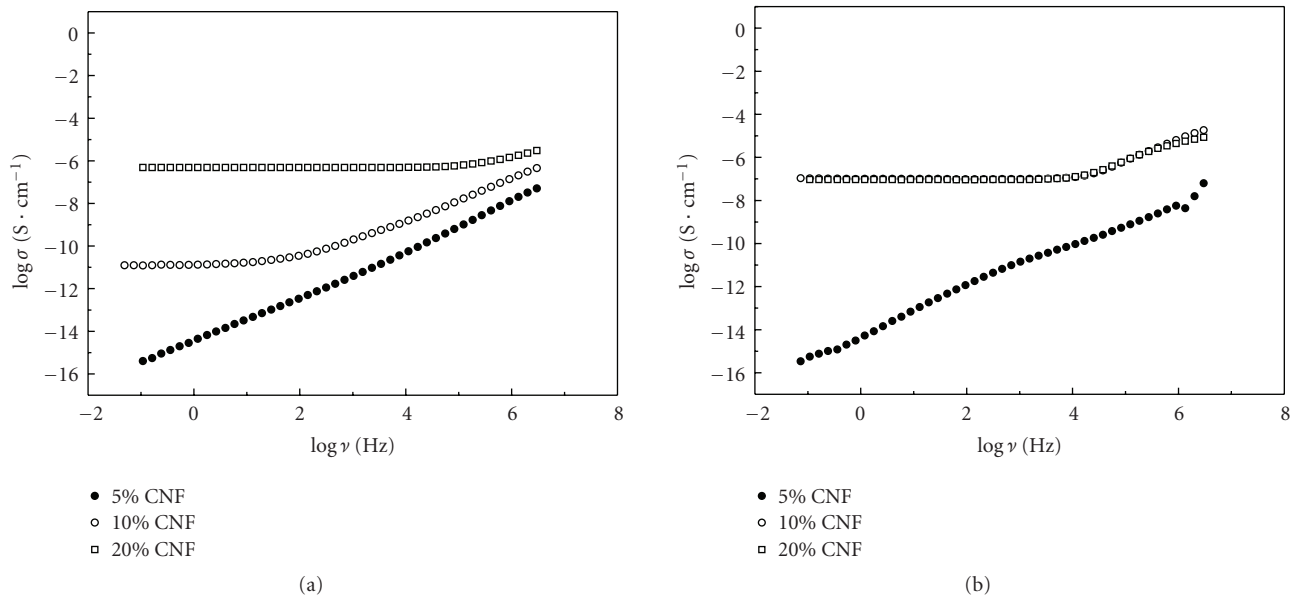 0
−2
−4
−6
−8
−10
−12
−14
−16
log σ (S · cm⁻¹)
−2 0 2 4 6 8
log ν (Hz)
5% CNF
10% CNF
20% CNF
(a)
0
−2
−4
−6
−8
−10
−12
−14
−16
log σ (S · cm⁻¹)
−2 0 2 4 6 8
log ν (Hz)
5% CNF
10% CNF
20% CNF
(b)